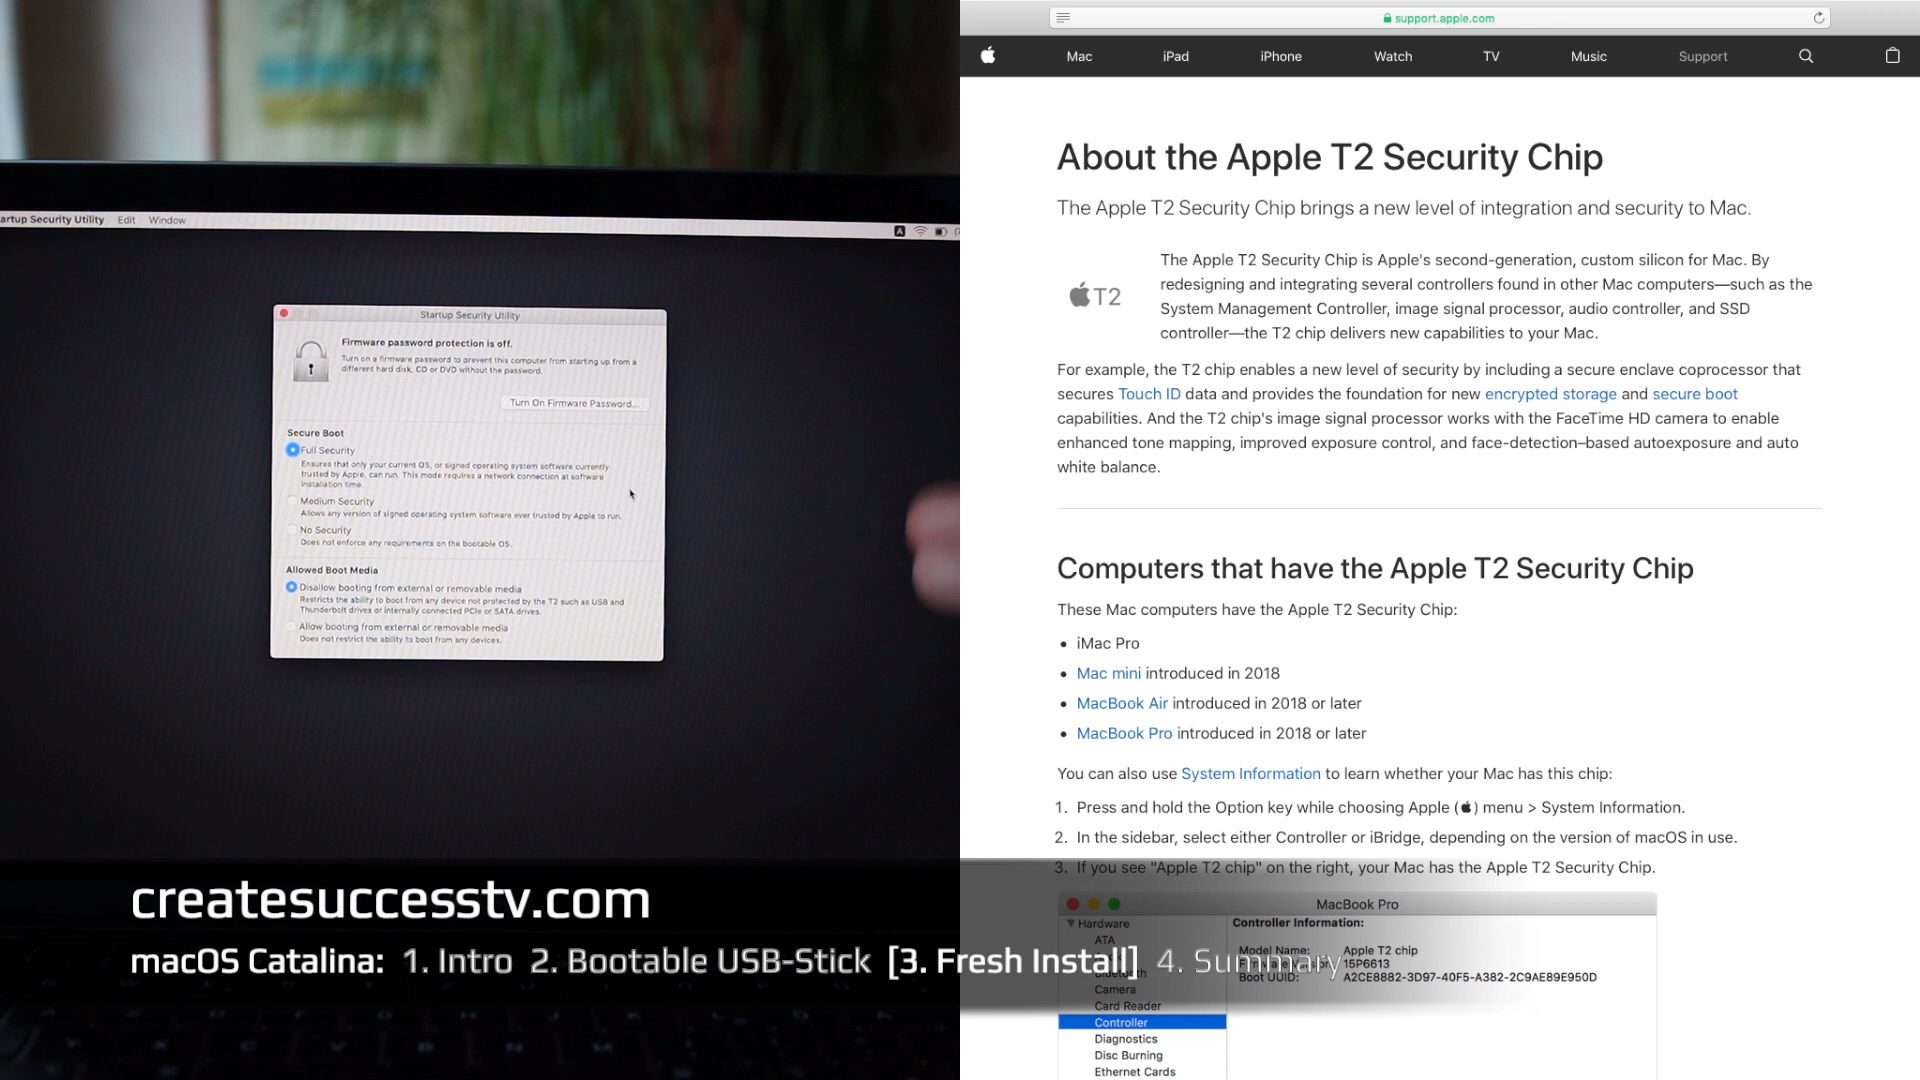 artup Security Utility Edit Window
Startup Security Utility
Firmware password protection is off.
Turn on a firmware password to prevent this computer from starting up from a
different hard disk, CD or DVD without the password.
Turn On Firmware Password...
Secure Boot
Full Security
Ensures that only your current OS, or signed operating system software currently
trusted by Apple, can run. This mode requires a network connection at software
installation time.
Medium Security
Allows any version of signed operating system software ever trusted by Apple to run.
No Security
Does not enforce any requirements on the bootable OS.
Allowed Boot Media
Disallow booting from external or removable media
Restricts the ability to boot from any device not protected by the T2 such as USB and
Thunderbolt drives or internally connected PCIe or SATA drives.
Allow booting from external or removable media
Does not restrict the ability to boot from any devices.
support.apple.com
Mac iPad iPhone Watch TV Music Support
About the Apple T2 Security Chip
The Apple T2 Security Chip brings a new level of integration and security to Mac.
T2
The Apple T2 Security Chip is Apple's second-generation, custom silicon for Mac. By
redesigning and integrating several controllers found in other Mac computers—such as the
System Management Controller, image signal processor, audio controller, and SSD
controller—the T2 chip delivers new capabilities to your Mac.
For example, the T2 chip enables a new level of security by including a secure enclave coprocessor that
secures Touch ID data and provides the foundation for new encrypted storage and secure boot
capabilities. And the T2 chip's image signal processor works with the FaceTime HD camera to enable
enhanced tone mapping, improved exposure control, and face-detection–based autoexposure and auto
white balance.
Computers that have the Apple T2 Security Chip
These Mac computers have the Apple T2 Security Chip:
• iMac Pro
• Mac mini introduced in 2018
• MacBook Air introduced in 2018 or later
• MacBook Pro introduced in 2018 or later
You can also use System Information to learn whether your Mac has this chip:
1. Press and hold the Option key while choosing Apple () menu > System Information.
2. In the sidebar, select either Controller or iBridge, depending on the version of macOS in use.
3. If you see "Apple T2 chip" on the right, your Mac has the Apple T2 Security Chip.
MacBook Pro
Hardware
ATA
Camera
Card Reader
Controller
Diagnostics
Disc Burning
Ethernet Cards
Controller Information:
Model Name: Apple T2 chip
15P6613
Boot UUID: A2CE8882-3D97-40F5-A382-2C9AE89E950D
createsuccesstv.com
macOS Catalina: 1. Intro 2. Bootable USB-Stick [3. Fresh Install] 4. Summary